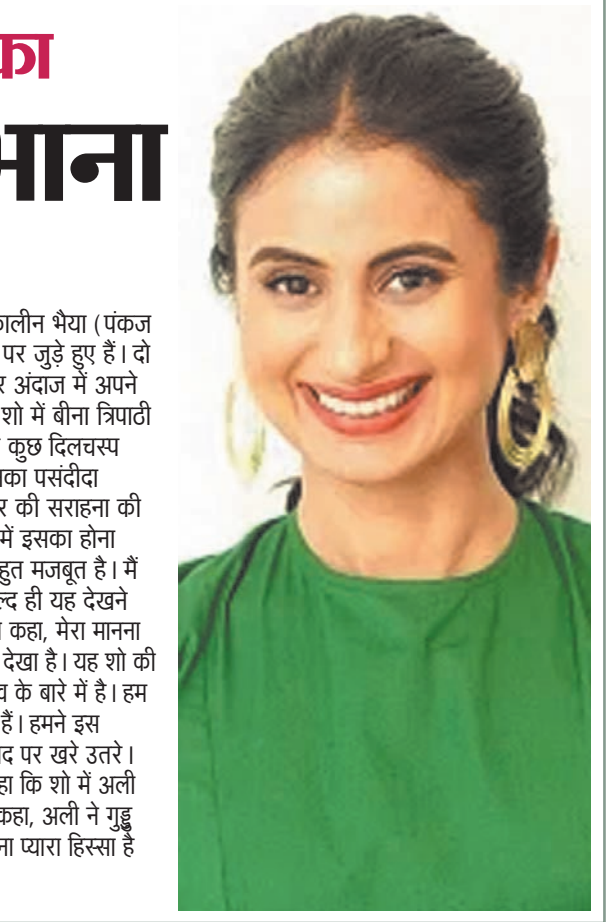 का
भाना
कालीन भैया (पंकज
पर जुड़े हुए हैं। दो
अंदाज में अपने
शो में बीना त्रिपाठी
कुछ दिलचस्प
पसंदीदा
की सराहना की
में इसका होना
मजबूत है। मैं
ही यह देखने
कहा, मेरा मानना
देखा है। यह शो की
के बारे में है। हम
हैं। हमने इस
पर खरे उतरे।
कि शो में अली
कहा, अली ने गुड्डू
प्यारा हिस्सा है